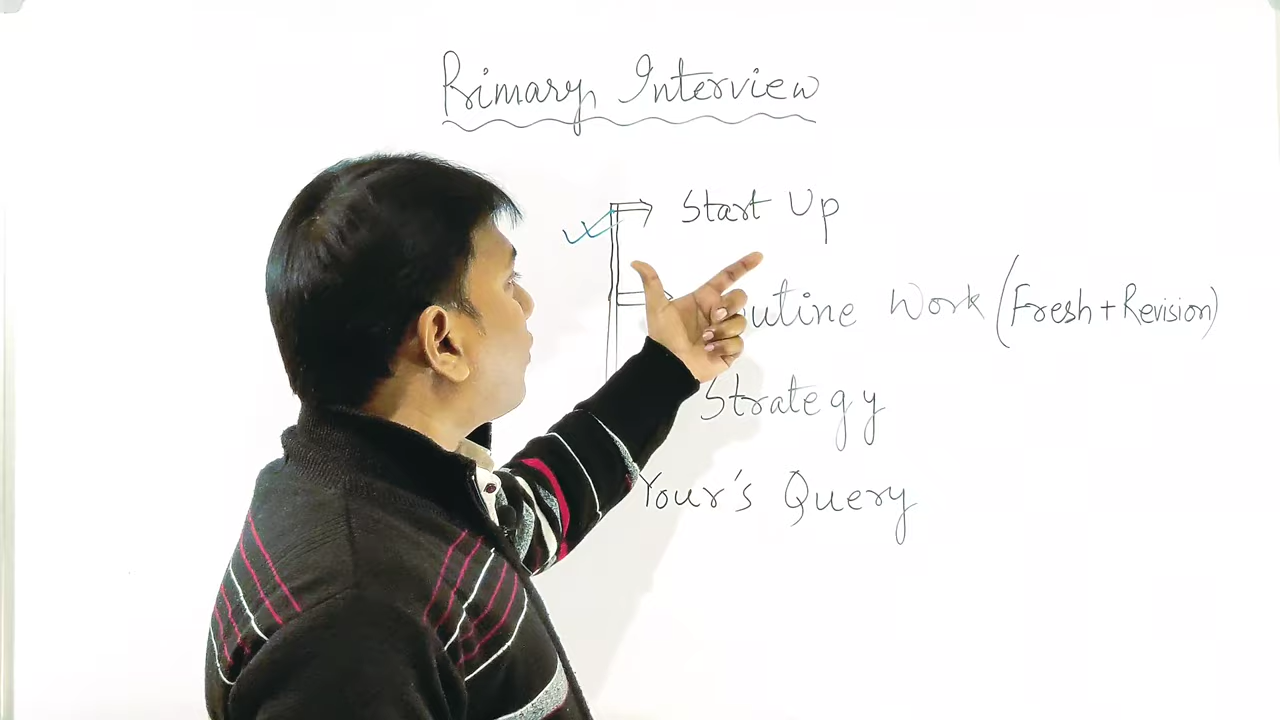 Primary Interview
Start Up
Routine Work (Fresh + Revision)
Strategy
Your's Query